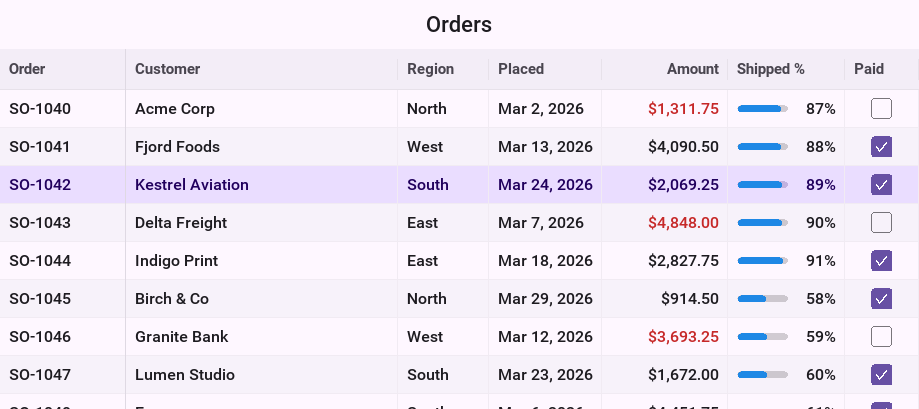 Orders
Order Customer Region Placed Amount Shipped % Paid
SO-1040 Acme Corp North Mar 2, 2026 $1,311.75 87%
SO-1041 Fjord Foods West Mar 13, 2026 $4,090.50 88%
SO-1042 Kestrel Aviation South Mar 24, 2026 $2,069.25 89%
SO-1043 Delta Freight East Mar 7, 2026 $4,848.00 90%
SO-1044 Indigo Print East Mar 18, 2026 $2,827.75 91%
SO-1045 Birch & Co North Mar 29, 2026 $914.50 58%
SO-1046 Granite Bank West Mar 12, 2026 $3,693.25 59%
SO-1047 Lumen Studio South Mar 23, 2026 $1,672.00 60%